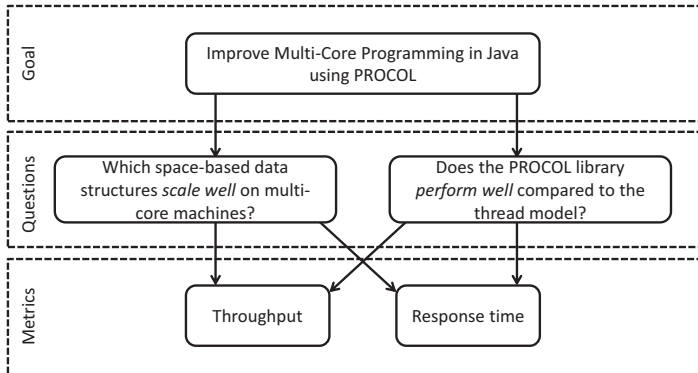 Goal
Improve Multi-Core Programming in Java
using PROCOL
Questions
Which space-based data
structures scale well on multi-
core machines?
Does the PROCOL library
perform well compared to the
thread model?
Metrics
Throughput
Response time